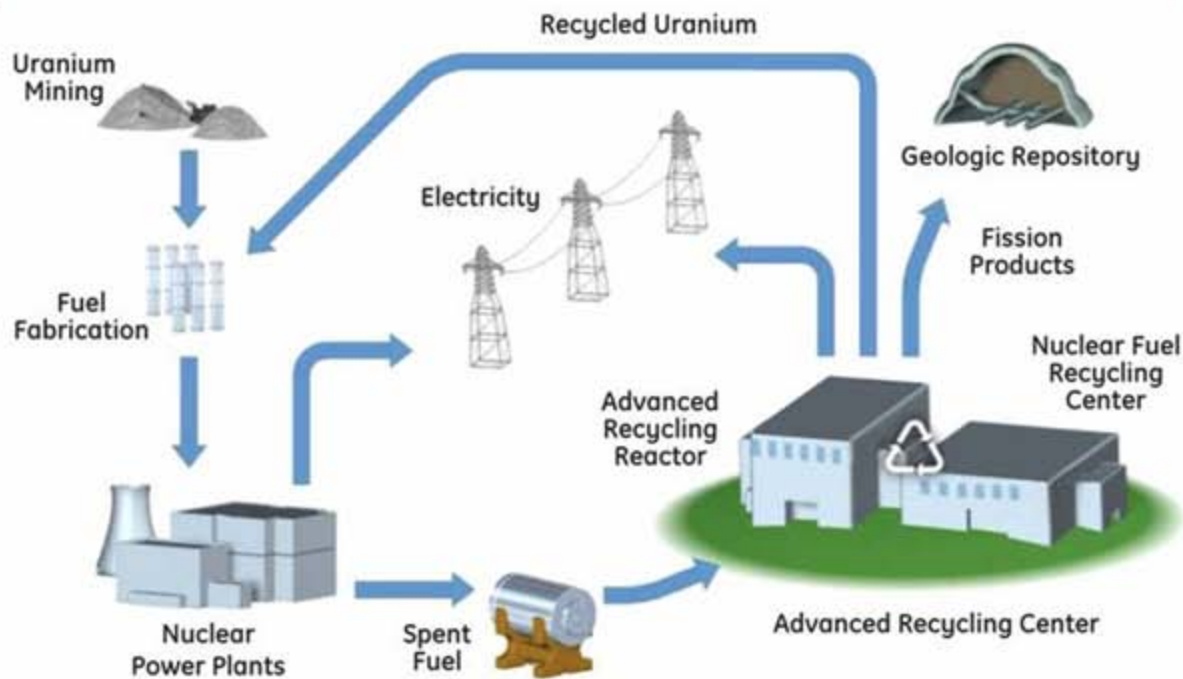 Recycled Uranium
Uranium
Mining
Geologic Repository
Electricity
Fission
Products
Fuel
Fabrication
Nuclear Fuel
Recycling
Center
Advanced
Recycling
Reactor
Nuclear
Power Plants
Spent
Fuel
Advanced Recycling Center